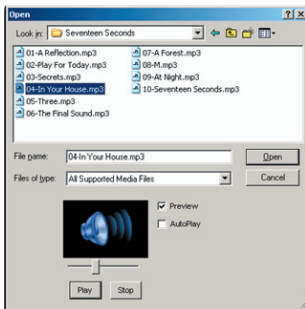 Open
Look in: Seventeen Seconds
01-A Reflection.mp3
02-Play For Today.mp3
03-Secrets.mp3
04-In Your House.mp3
05-Three.mp3
06-The Final Sound.mp3
07-A Forest.mp3
08-M.mp3
09-At Night.mp3
10-Seventeen Seconds.mp3
File name: 04-In Your House.mp3 Open
Files of type: All Supported Media Files Cancel
Preview
AutoPlay
Play Stop